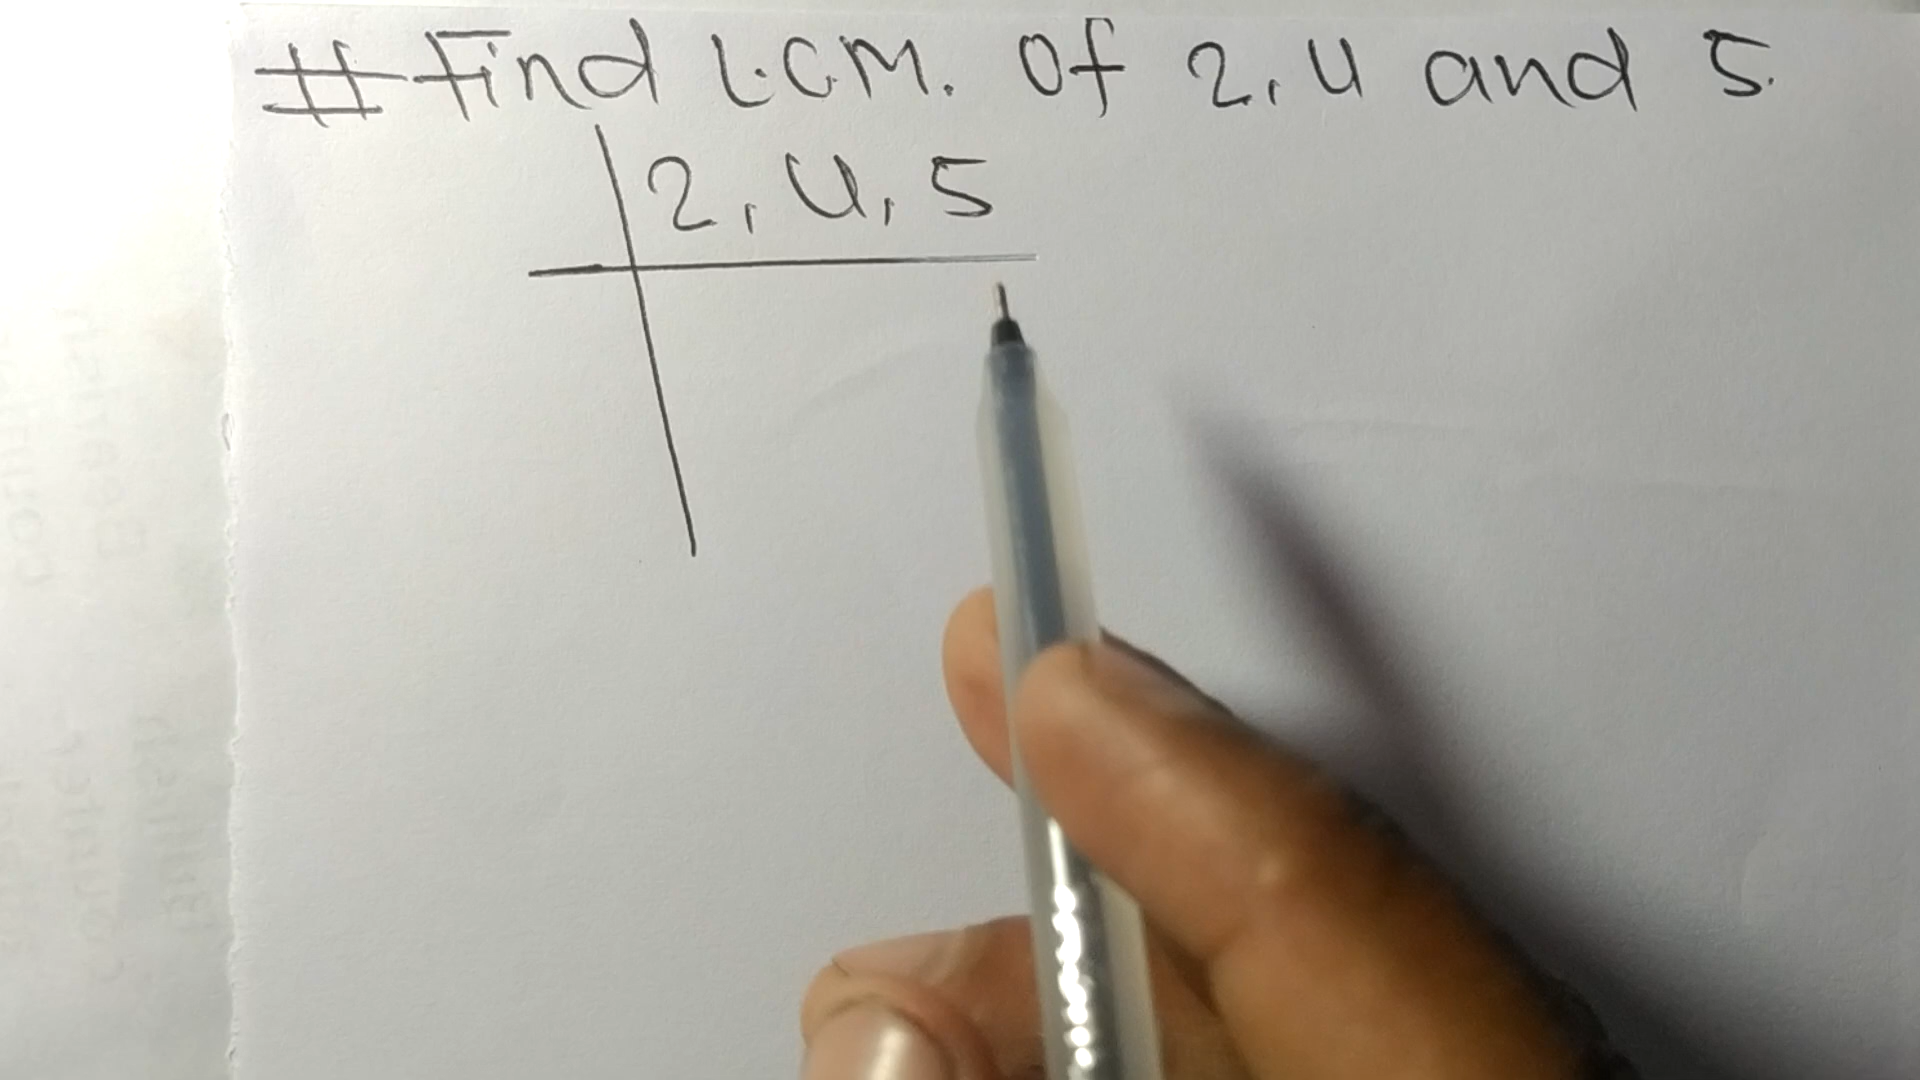 # Find L.C.M. of 2, 4 and 5.
2, 4, 5